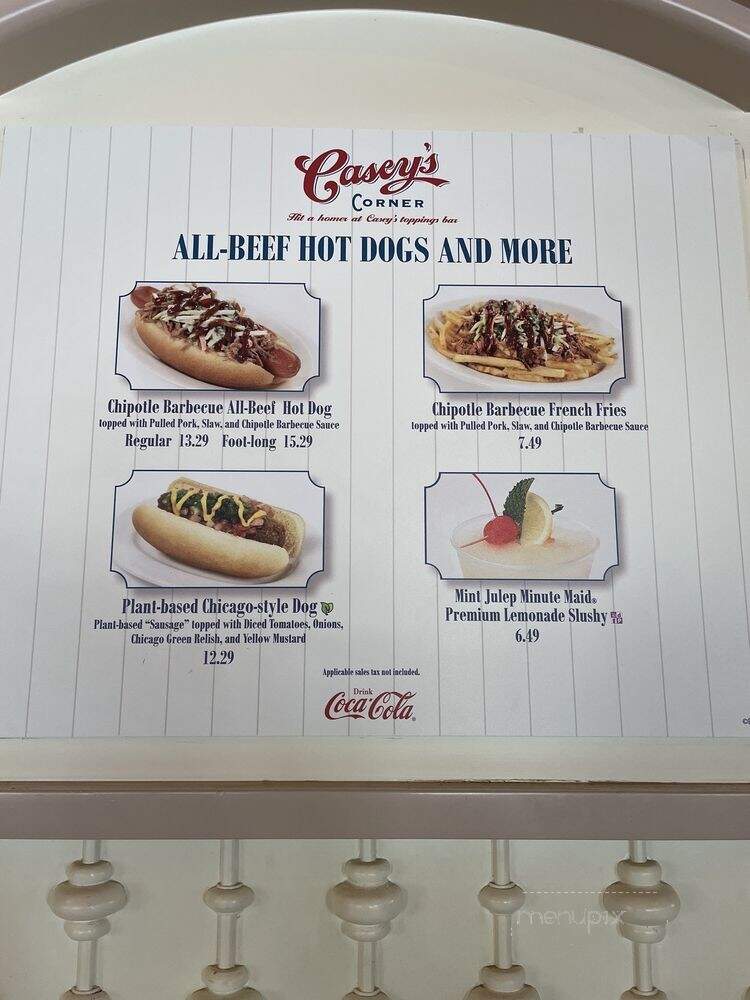 Casey's
CORNER
Hit a homer at Casey's toppings bar
ALL-BEEF HOT DOGS AND MORE
Chipotle Barbecue All-Beef Hot Dog
topped with Pulled Pork, Slaw, and Chipotle Barbecue Sauce
Regular 13.29 Foot-long 15.29
Chipotle Barbecue French Fries
topped with Pulled Pork, Slaw, and Chipotle Barbecue Sauce
7.49
Plant-based Chicago-style Dog
Plant-based “Sausage” topped with Diced Tomatoes, Onions,
Chicago Green Relish, and Yellow Mustard
12.29
Mint Julep Minute Maid®
Premium Lemonade Slushy
6.49
Applicable sales tax not included.
Drink
Coca-Cola®
menupix